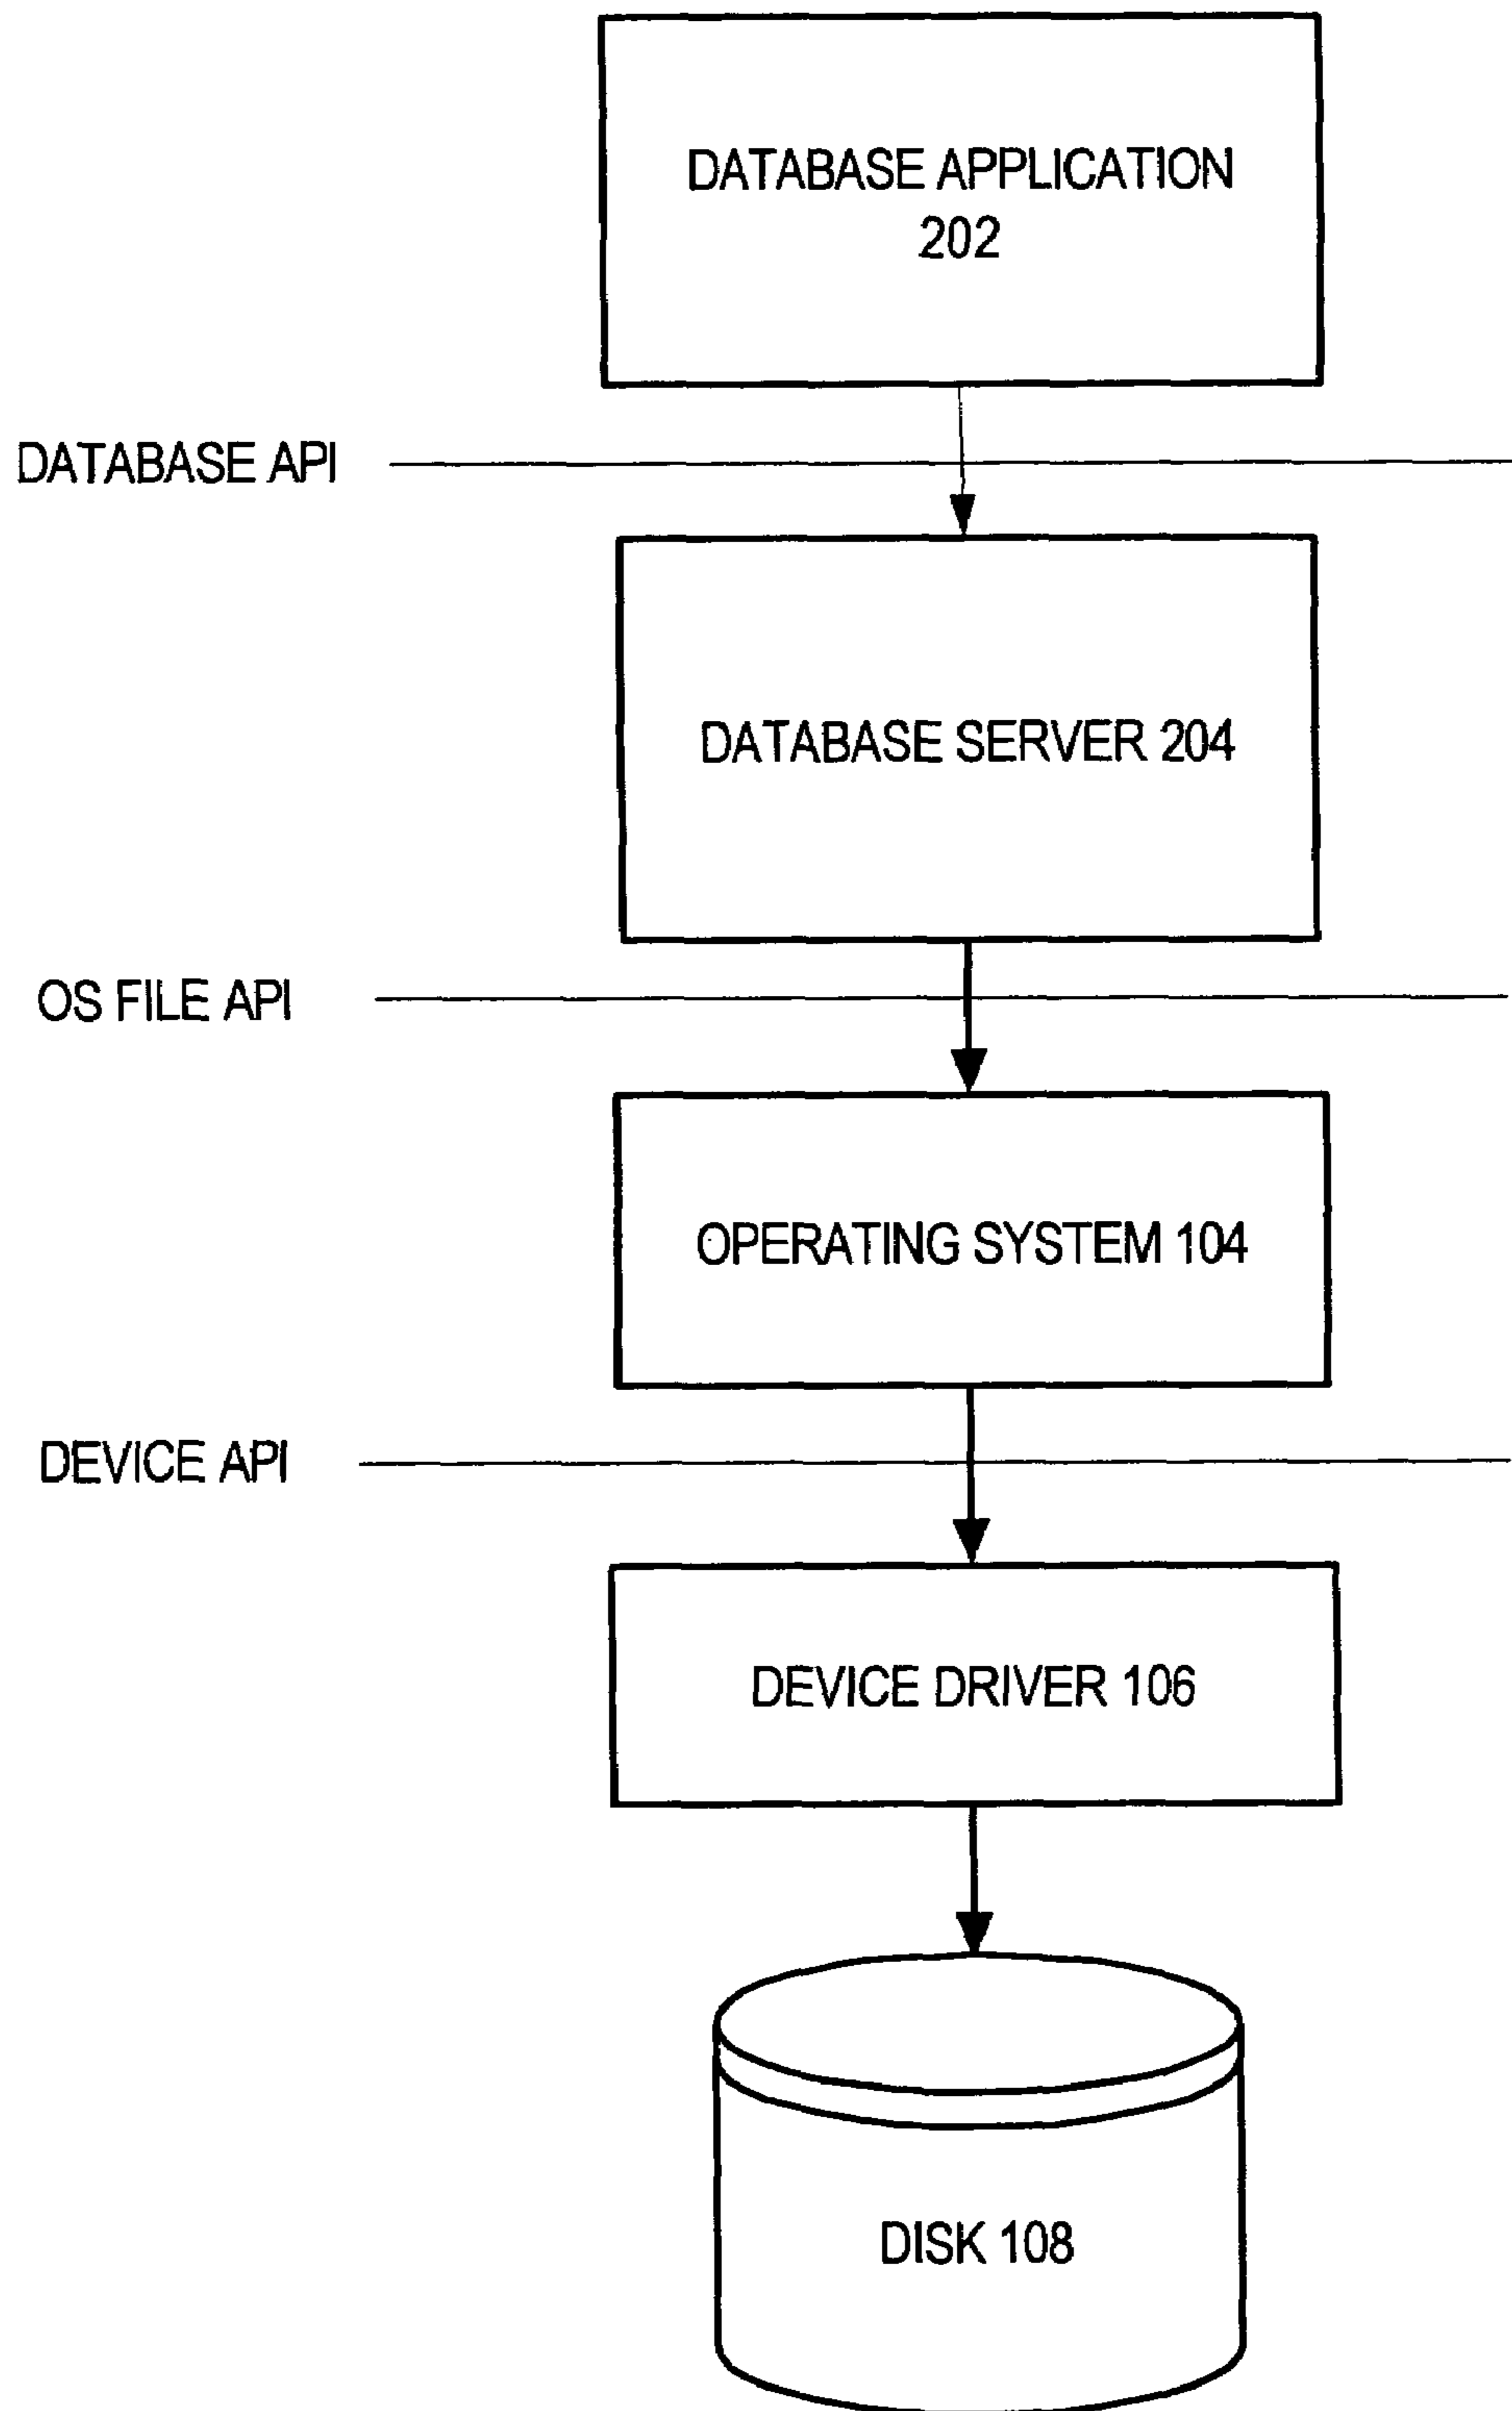 DATABASE APPLICATION
202
DATABASE API
DATABASE SERVER 204
OS FILE API
OPERATING SYSTEM 104
DEVICE API
DEVICE DRIVER 106
DISK 108